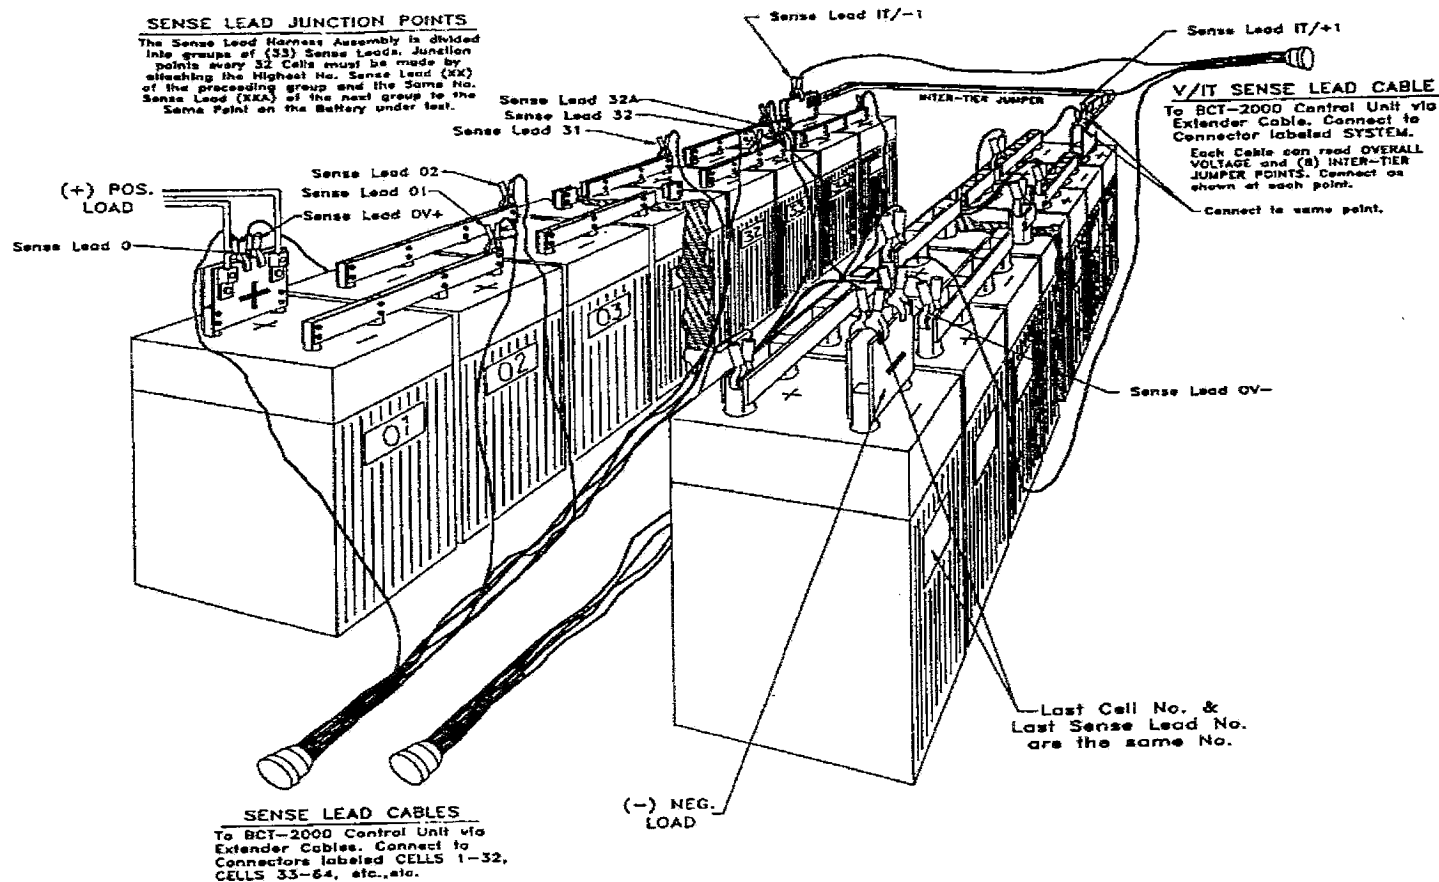 SENSE LEAD JUNCTION POINTS
The Sense Lead Harness Assembly is divided
into groups of (33) Sense Leads. Junction
points every 32 Cells must be made by
attaching the Highest No. Sense Lead (XX)
of the preceeding group and the Same No.
Sense Lead (XXA) of the next group to the
Same Point on the Battery under test.
Sense Lead IT/-1
Sense Lead IT/+1
INTER-TIER JUMPER
V/IT SENSE LEAD CABLE
To BCT-2000 Control Unit via
Extender Cable. Connect to
Connector labeled SYSTEM.
Each Cable can read OVERALL
VOLTAGE and (8) INTER-TIER
JUMPER POINTS. Connect as
shown at each point.
Connect to same point.
Sense Lead 32A
Sense Lead 32
Sense Lead 31
Sense Lead 02
Sense Lead 01
Sense Lead 0V+
(+) POS.
LOAD
Sense Lead 0
+
-
+
-
01
02
03
32
33
Sense Lead 0V-
Last Cell No. &
Last Sense Lead No.
are the same No.
(-) NEG.
LOAD
SENSE LEAD CABLES
To BCT-2000 Control Unit via
Extender Cables. Connect to
Connectors labeled CELLS 1-32,
CELLS 33-64, etc.,etc.